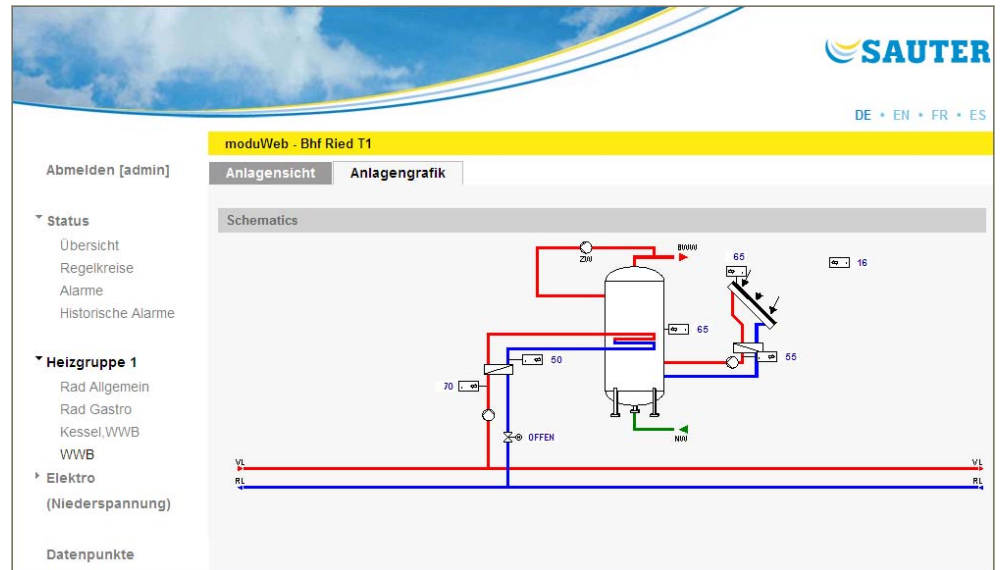 SAUTER
DE • EN • FR • ES
moduWeb - Bhf Ried T1
Abmelden [admin]
Anlagensicht
Anlagengrafik
Status
Übersicht
Regelkreise
Alarme
Historische Alarme
Heizgruppe 1
Rad Allgemein
Rad Gastro
Kessel,WWB
WWB
Elektro
(Niederspannung)
Datenpunkte
Schematics
ZW
BWW
65
16
65
50
55
70
OFFEN
NW
VL
VL
RL
RL